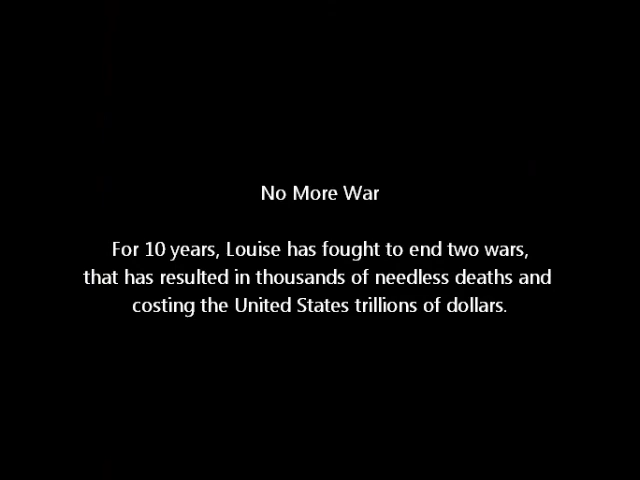 No More War
For 10 years, Louise has fought to end two wars,
that has resulted in thousands of needless deaths and
costing the United States trillions of dollars.